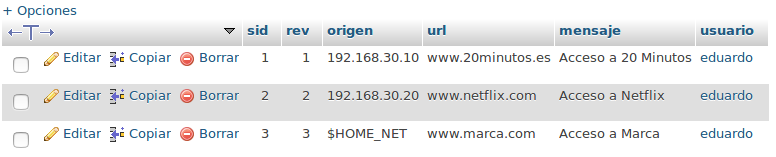 + Opciones
←T→ sid rev origen url mensaje usuario
Editar Copiar Borrar 1 1 192.168.30.10 www.20minutos.es Acceso a 20 Minutos eduardo
Editar Copiar Borrar 2 2 192.168.30.20 www.netflix.com Acceso a Netflix eduardo
Editar Copiar Borrar 3 3 $HOME_NET www.marca.com Acceso a Marca eduardo